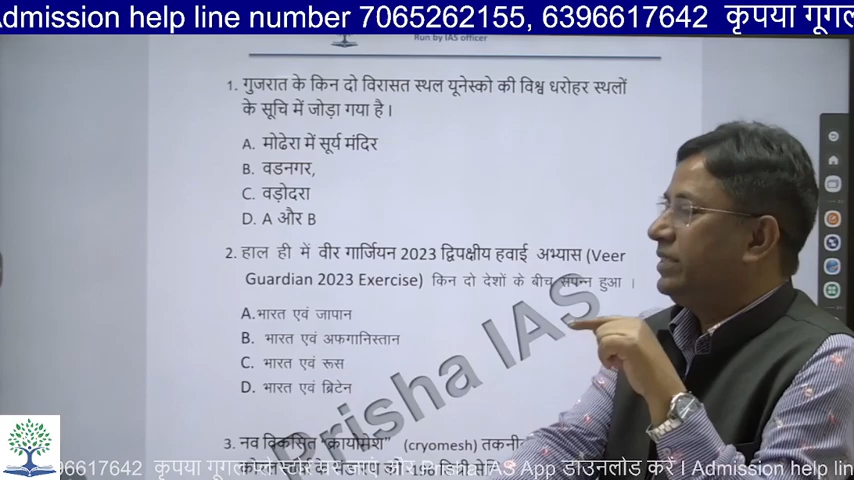 Admission help line number 7065262155, 6396617642 कृपया गूगल
Run by IAS officer
1. गुजरात के किन दो विरासत स्थल यूनेस्को की विश्व धरोहर स्थलों
के सूचि में जोड़ा गया है ।
A. मोढेरा में सूर्य मंदिर
B. वडनगर,
C. वड़ोदरा
D. A और B
2. हाल ही में वीर गार्जियन 2023 द्विपक्षीय हवाई अभ्यास (Veer
Guardian 2023 Exercise) किन दो देशों के बीच संपन्न हुआ ।
A. भारत एवं जापान
B. भारत एवं अफगानिस्तान
C. भारत एवं रूस
D. भारत एवं ब्रिटेन
Prisha IAS
3. नव विकसित "क्रायोमेश" (cryomesh) तकनीक
96617642 कृपया गूगल प्ले स्टोर में जाएं और Prisha IAS App डाउनलोड करें I Admission help lin